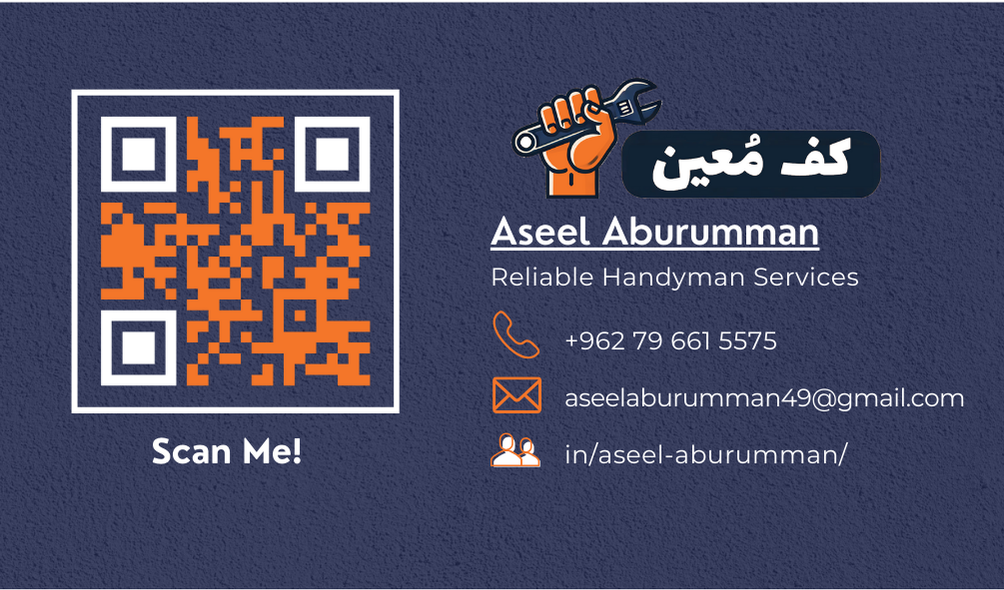 كف مُعين
Aseel Aburumman
Reliable Handyman Services
+962 79 661 5575
aseelaburumman49@gmail.com
in/aseel-aburumman/
Scan Me!